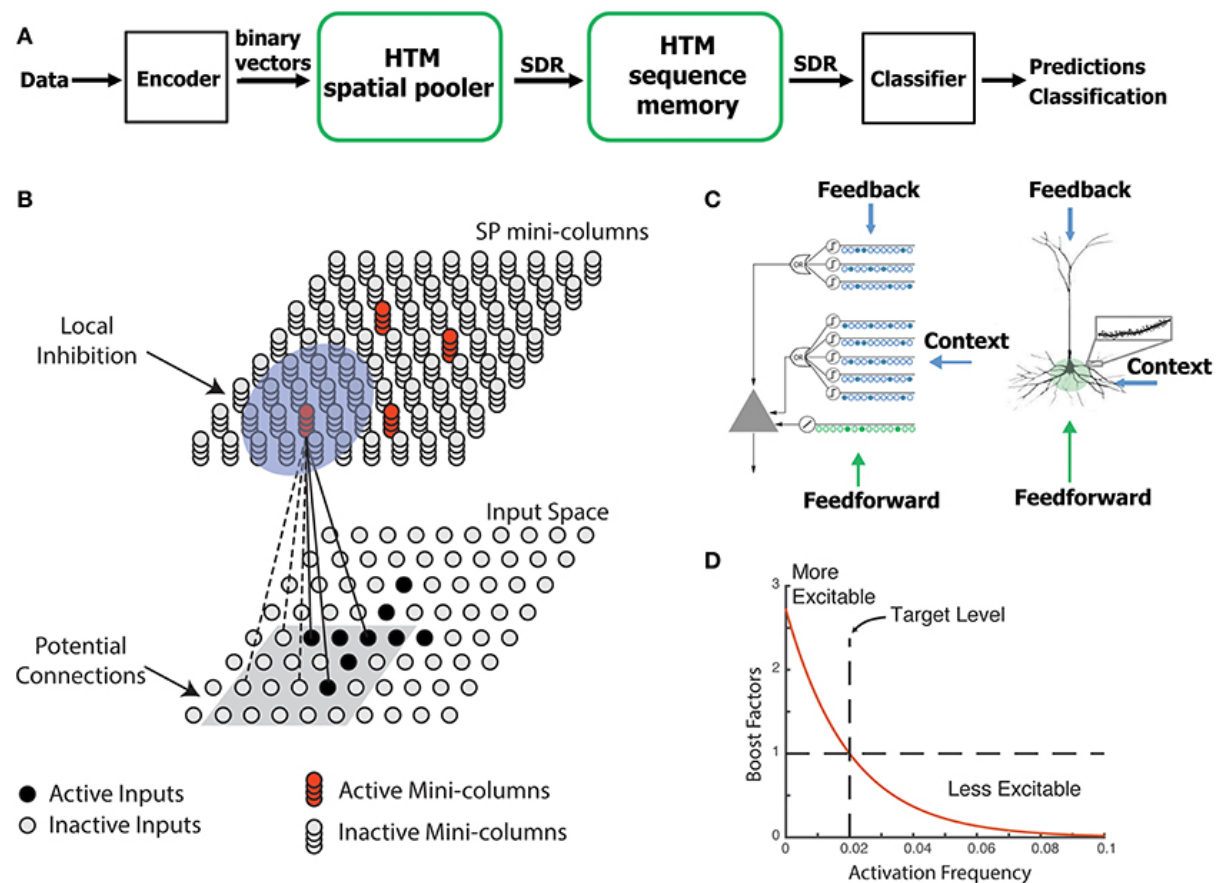 A
Data
Encoder
binary
vectors
HTM
spatial pooler
SDR
HTM
sequence
memory
SDR
Classifier
Predictions
Classification
B
SP mini-columns
Local
Inhibition
Input Space
Potential
Connections
Active Inputs
Inactive Inputs
Active Mini-columns
Inactive Mini-columns
C
Feedback
OR
OR
Context
Feedforward
Feedback
Context
Feedforward
D
3
2
1
0
Boost Factors
More
Excitable
Target Level
Less Excitable
0
0.02
0.04
0.06
0.08
0.1
Activation Frequency